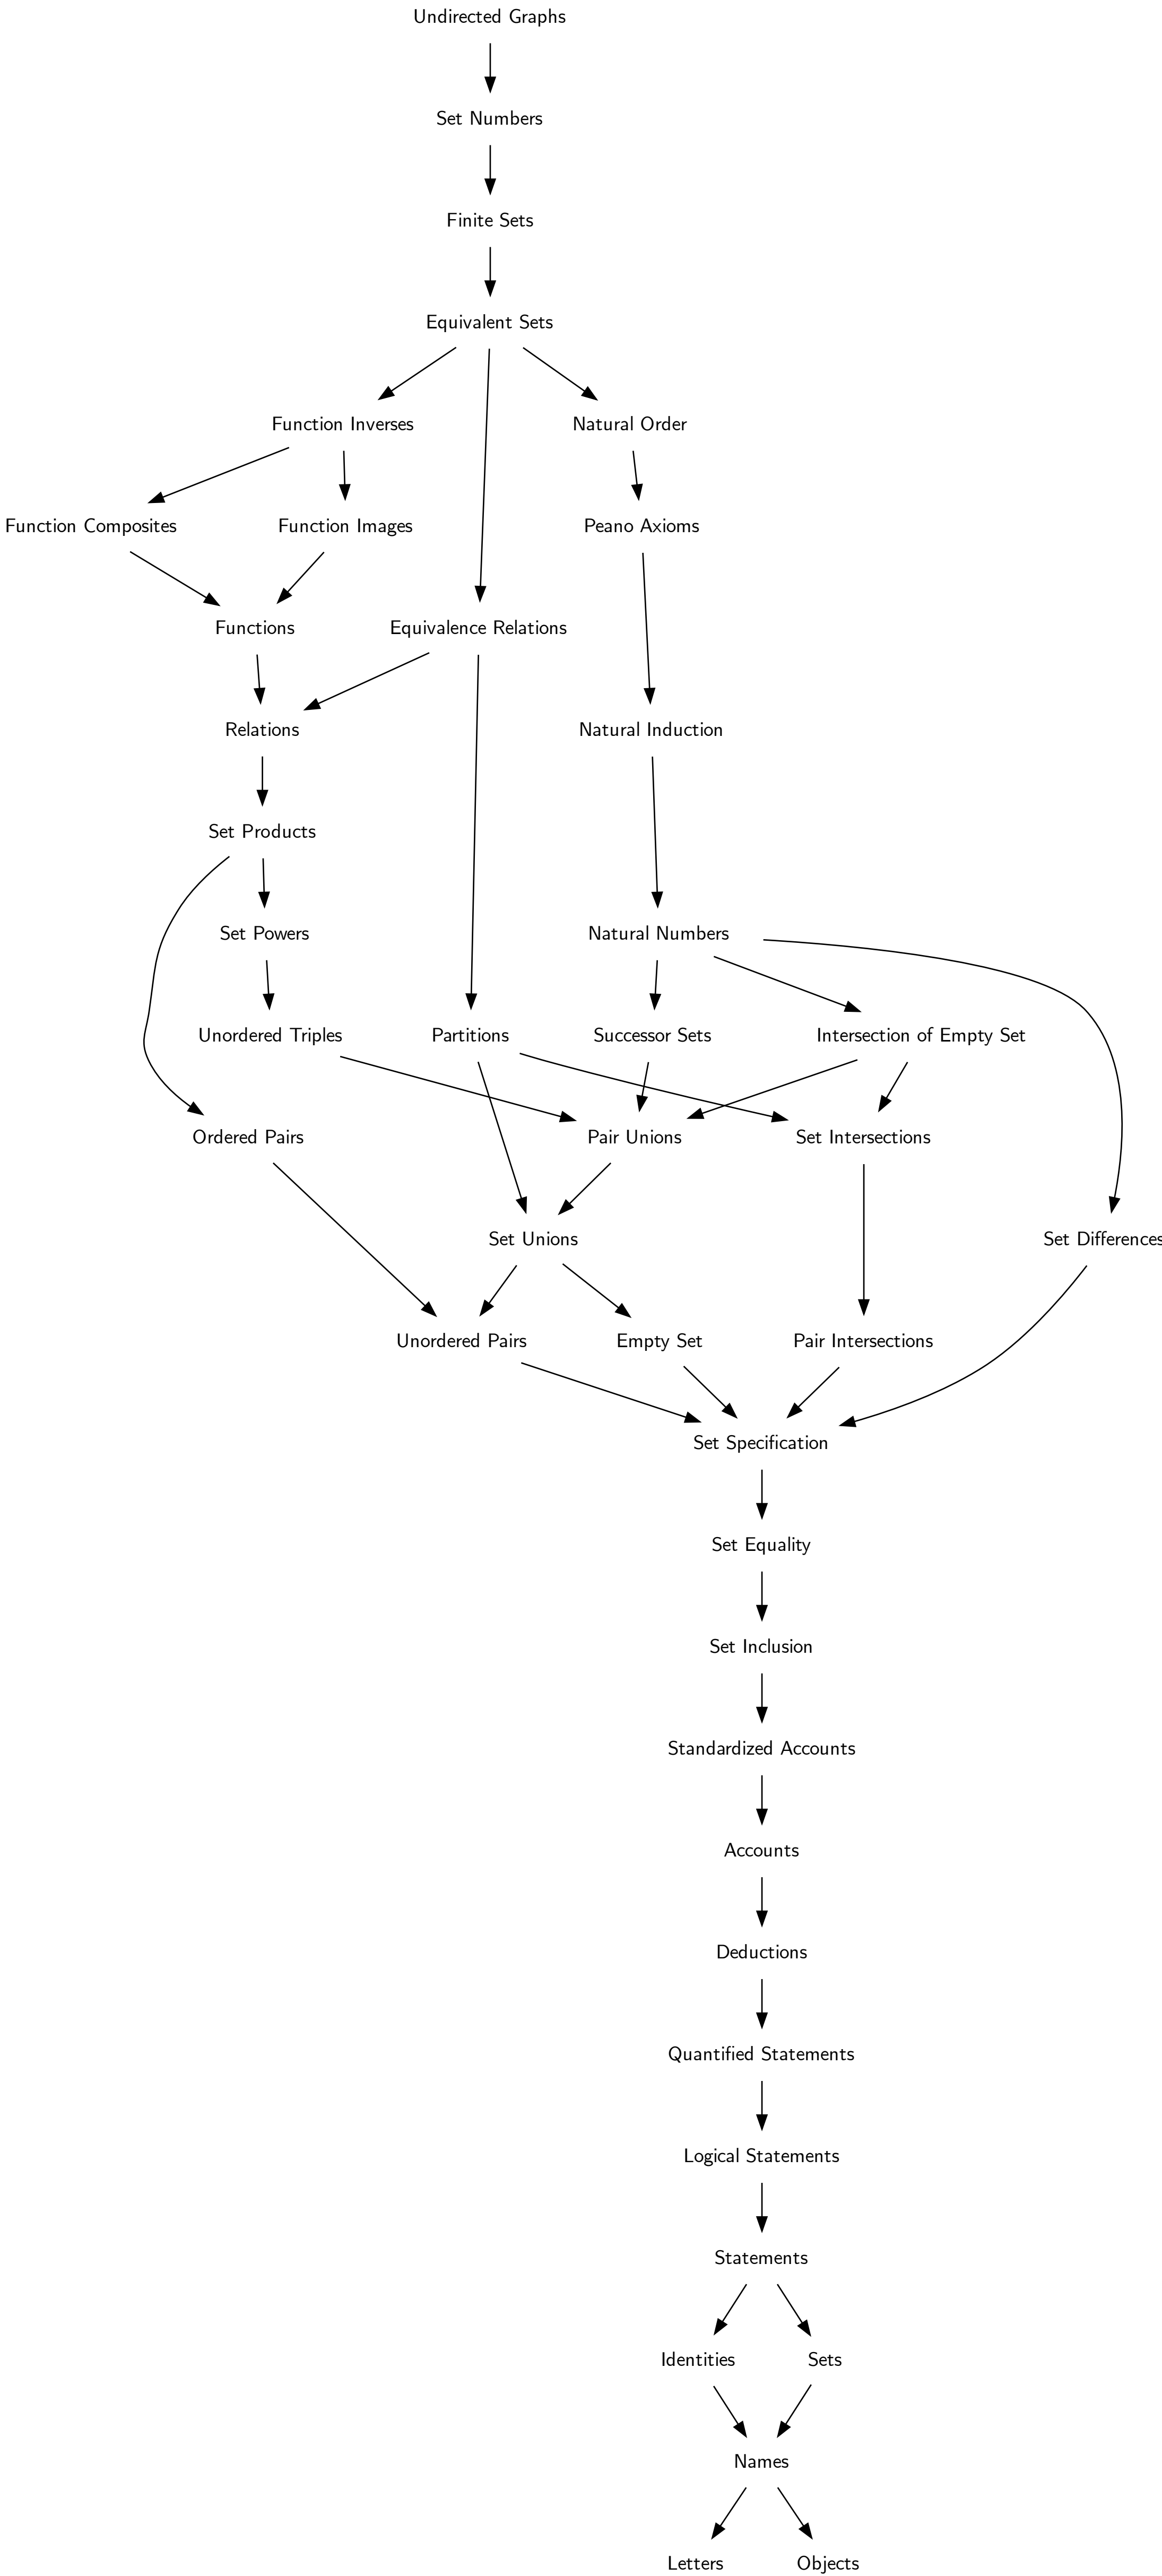 Undirected Graphs
Set Numbers
Finite Sets
Equivalent Sets
Function Inverses
Natural Order
Function Composites
Function Images
Peano Axioms
Functions
Equivalence Relations
Relations
Natural Induction
Set Products
Set Powers
Natural Numbers
Unordered Triples
Partitions
Successor Sets
Intersection of Empty Set
Ordered Pairs
Pair Unions
Set Intersections
Set Unions
Set Differences
Unordered Pairs
Empty Set
Pair Intersections
Set Specification
Set Equality
Set Inclusion
Standardized Accounts
Accounts
Deductions
Quantified Statements
Logical Statements
Statements
Identities
Sets
Names
Letters
Objects